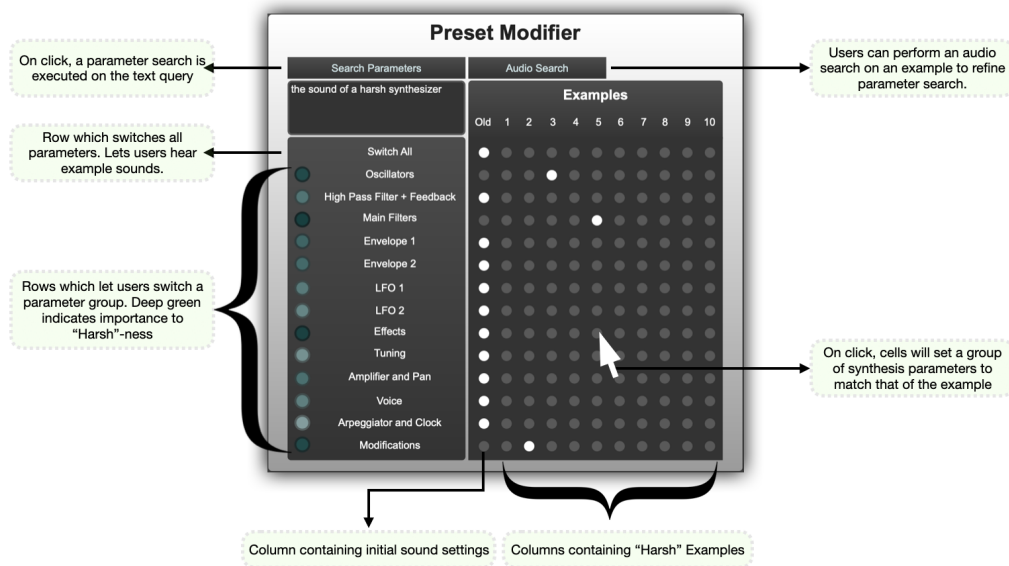 Preset Modifier
On click, a parameter search is
executed on the text query
Search Parameters
Audio Search
Users can perform an audio
search on an example to refine
parameter search.
the sound of a harsh synthesizer
Examples
Old 1 2 3 4 5 6 7 8 9 10
Row which switches all
parameters. Lets users hear
example sounds.
Switch All
Oscillators
High Pass Filter + Feedback
Main Filters
Envelope 1
Envelope 2
LFO 1
LFO 2
Effects
Tuning
Amplifier and Pan
Voice
Arpeggiator and Clock
Modifications
Rows which let users switch a
parameter group. Deep green
indicates importance to
“Harsh”-ness
On click, cells will set a group
of synthesis parameters to
match that of the example
Column containing initial sound settings
Columns containing “Harsh” Examples